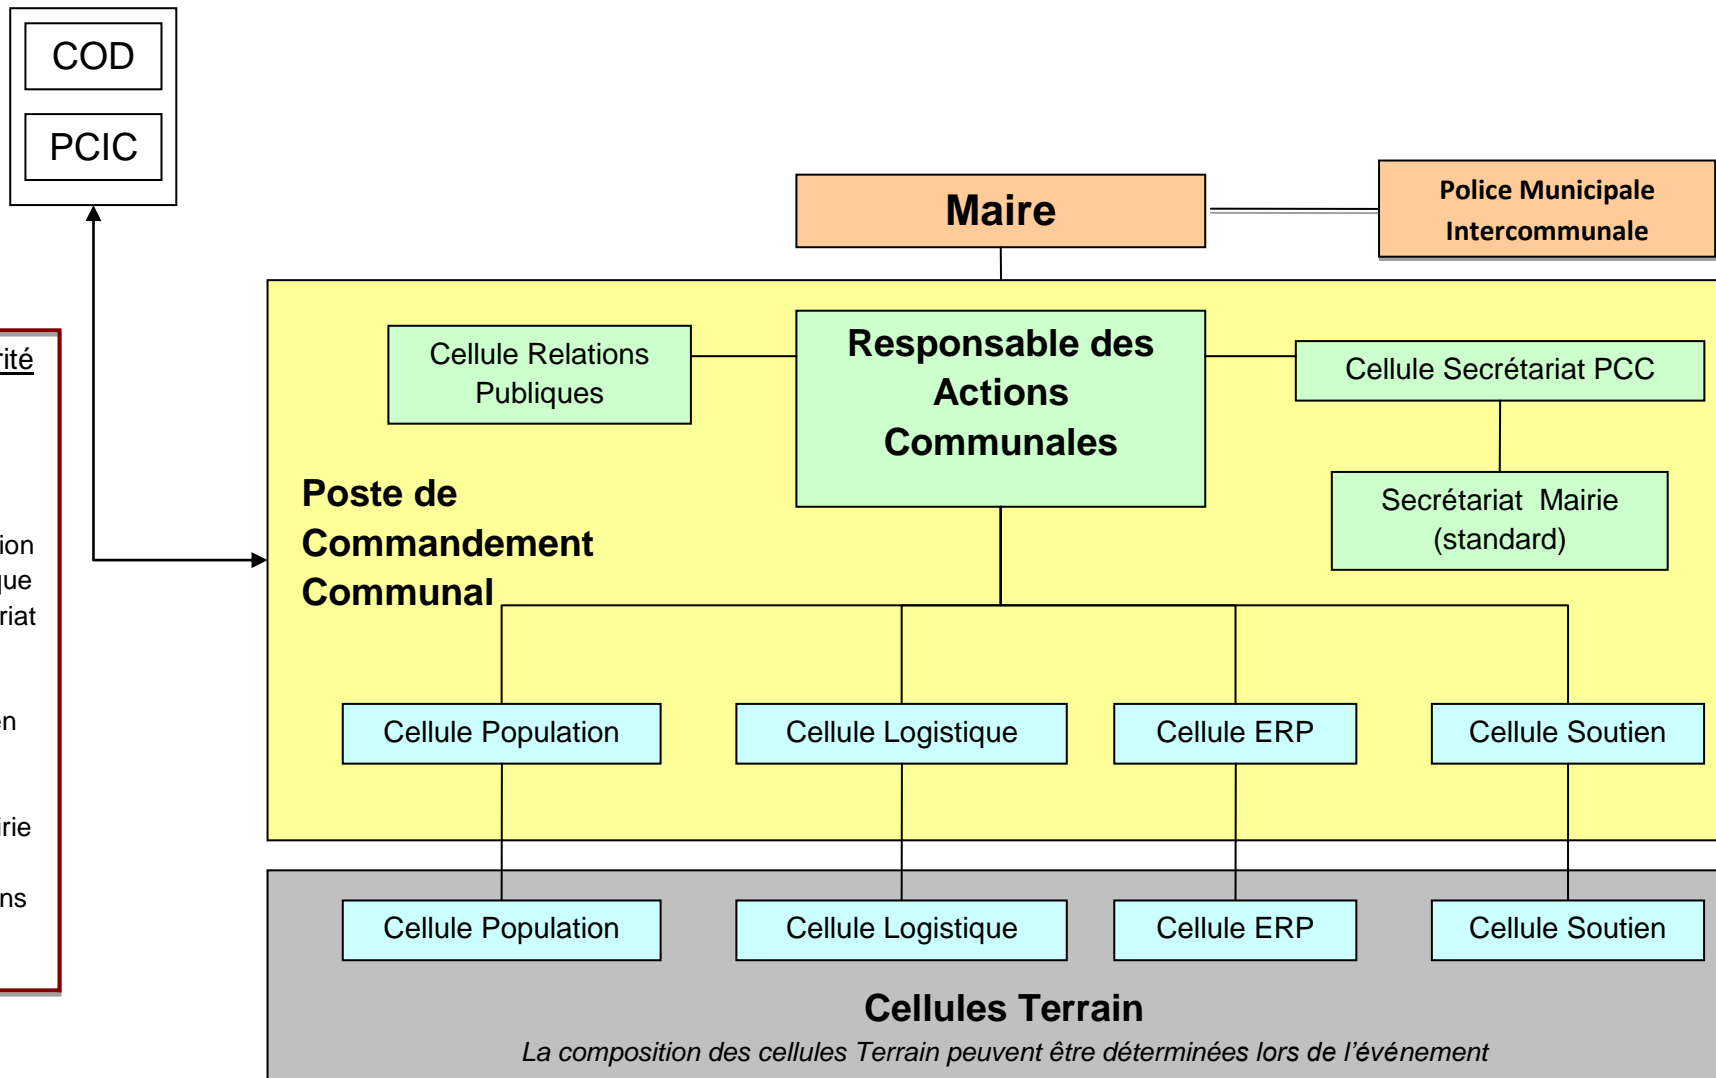 COD
PCIC
Maire
Police Municipale
Intercommunale
Cellule Relations
Publiques
Responsable des
Actions
Communales
Cellule Secrétariat PCC
Secrétariat Mairie
(standard)
Poste de
Commandement
Communal
Cellule Population
Cellule Logistique
Cellule ERP
Cellule Soutien
Cellule Population
Cellule Logistique
Cellule ERP
Cellule Soutien
Cellules Terrain
La composition des cellules Terrain peuvent être déterminées lors de l’événement